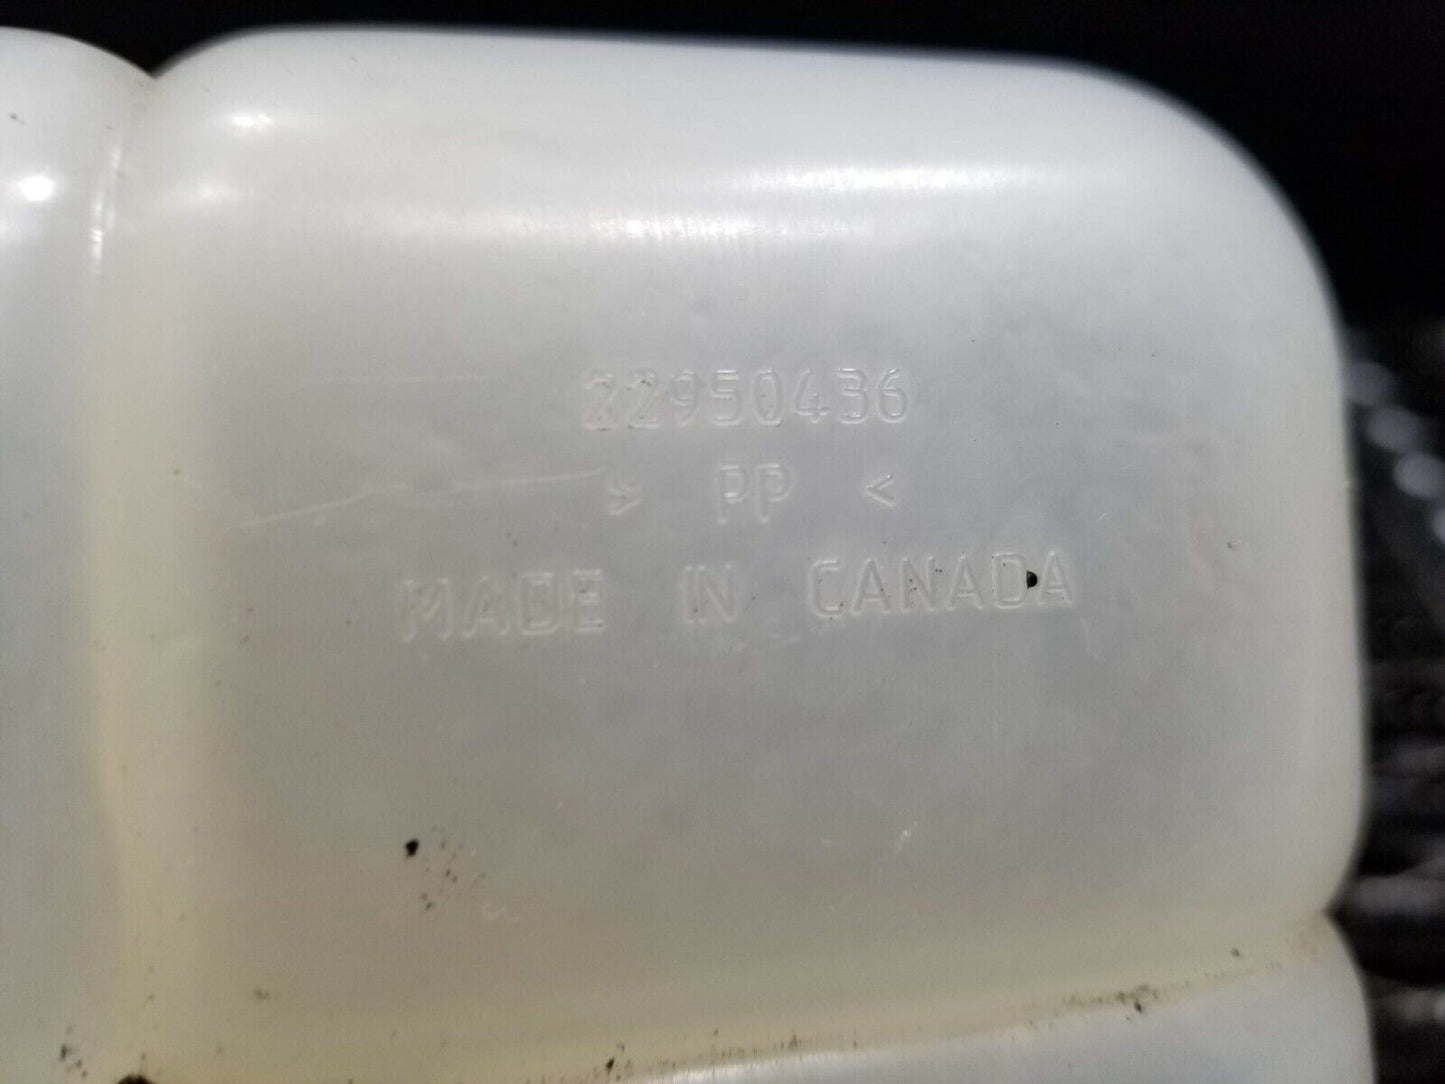 22950436
> PP <
MADE IN CANADA